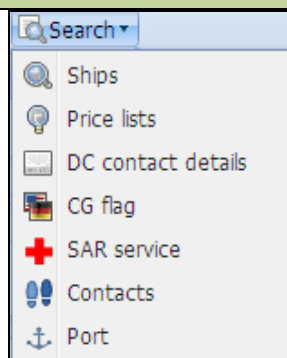 Search
Ships
Price lists
DC contact details
CG flag
SAR service
Contacts
Port